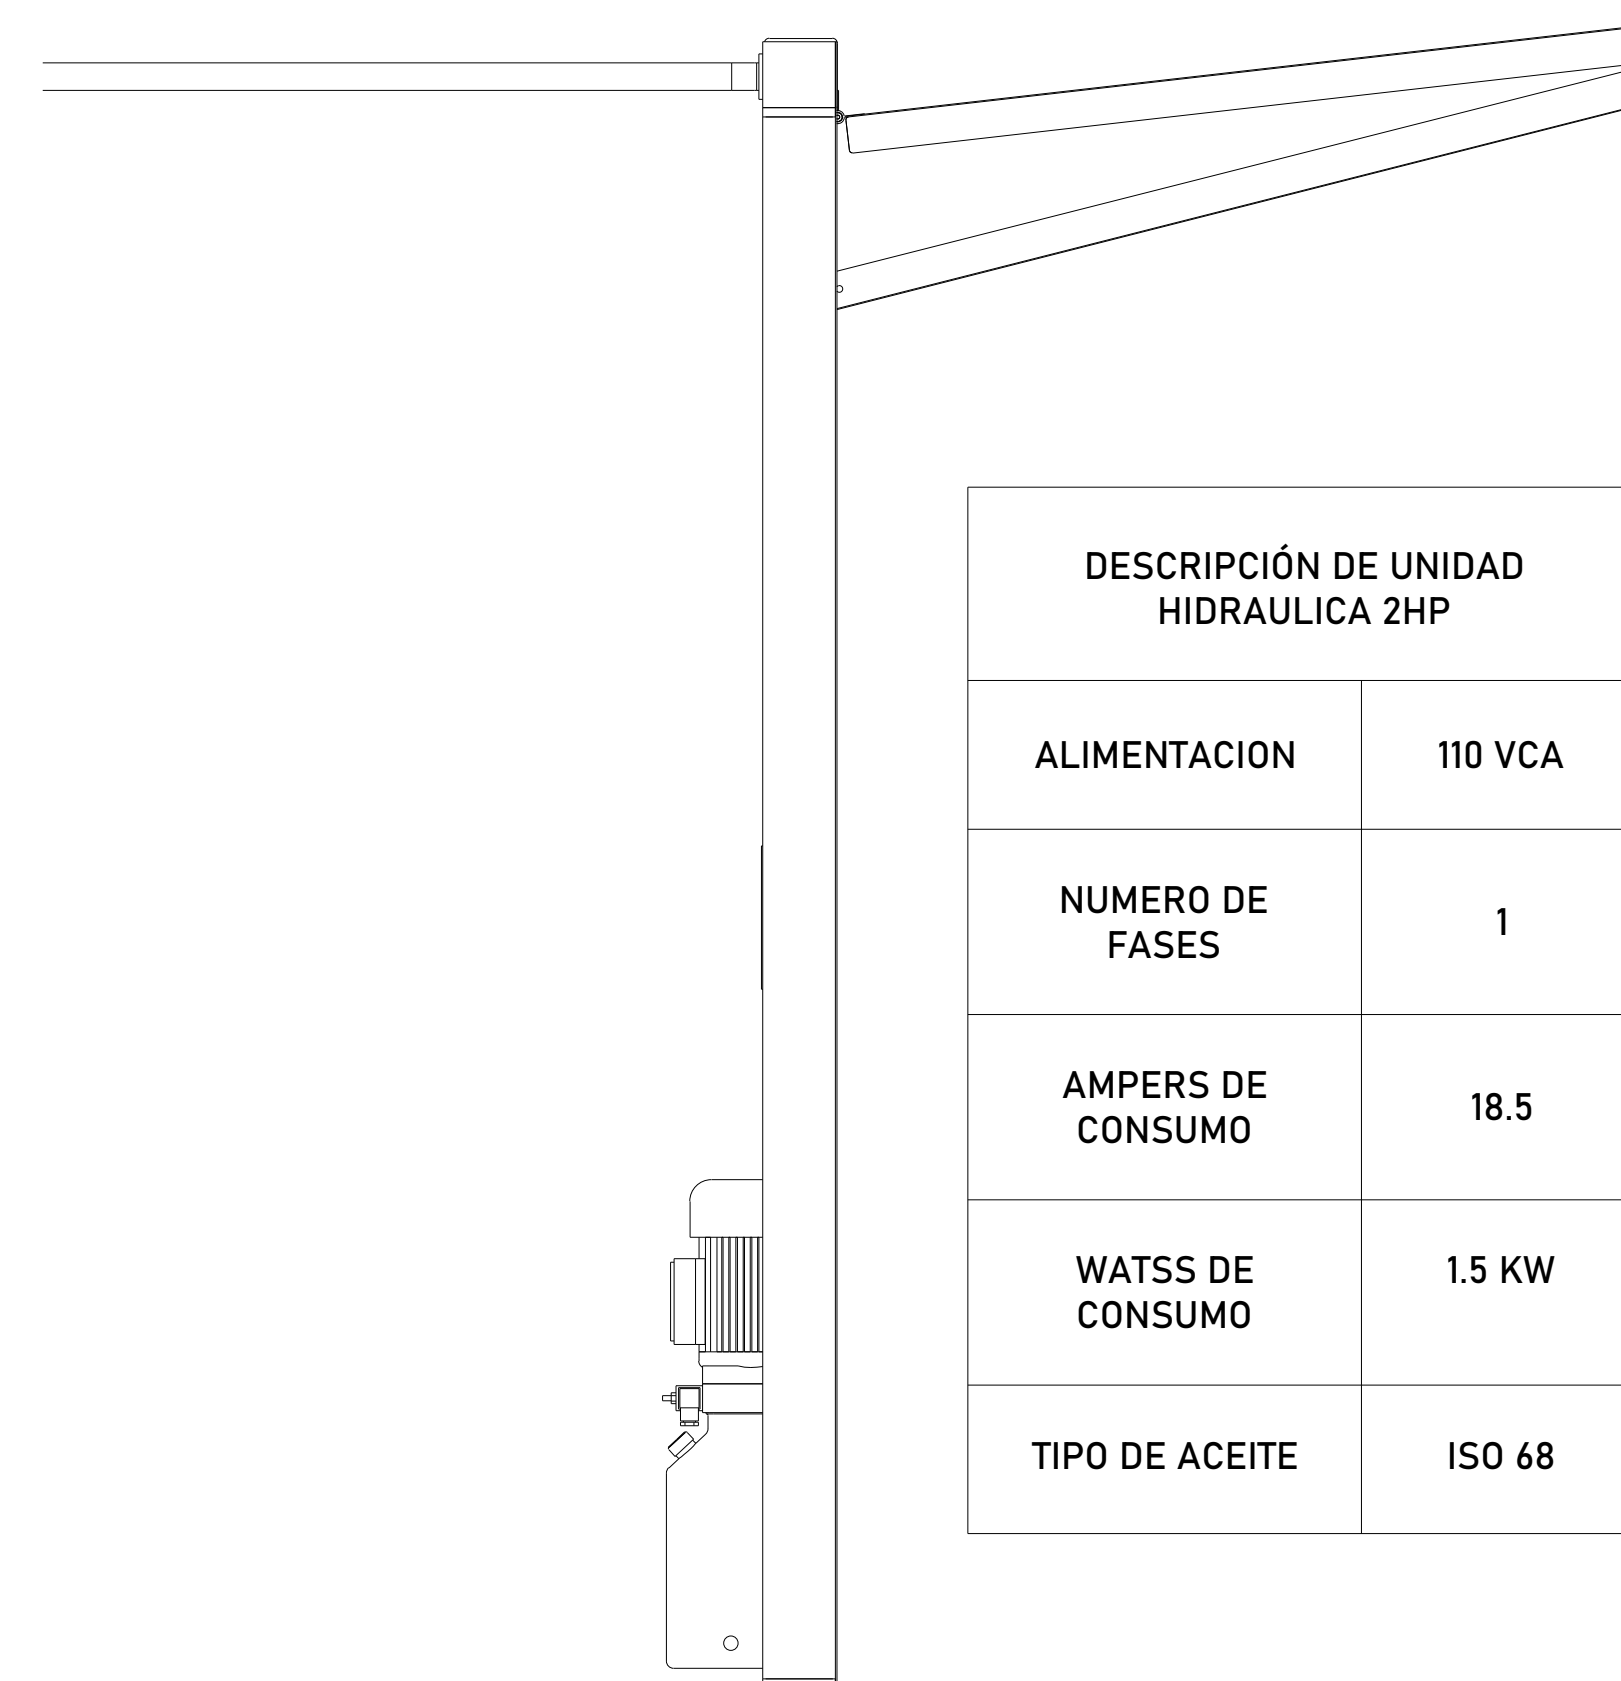 DESCRIPCIÓN DE UNIDAD
HIDRAULICA 2HP
ALIMENTACION
110 VCA
NUMERO DE
FASES
1
AMPERS DE
CONSUMO
18.5
WATSS DE
CONSUMO
1.5 KW
TIPO DE ACEITE
ISO 68